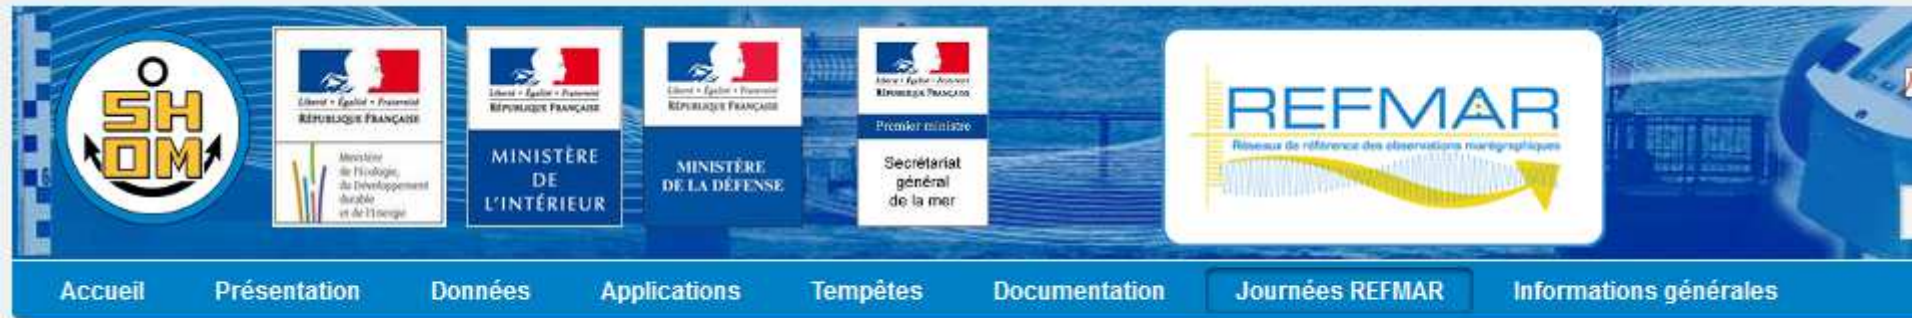 SH
OM
Liberté • Égalité • Fraternité
RÉPUBLIQUE FRANÇAISE
Ministère
de l'Écologie,
du Développement
durable
et de l'Énergie
Liberté • Égalité • Fraternité
RÉPUBLIQUE FRANÇAISE
MINISTÈRE
DE
L'INTÉRIEUR
Liberté • Égalité • Fraternité
RÉPUBLIQUE FRANÇAISE
MINISTÈRE
DE LA DÉFENSE
Liberté • Égalité • Fraternité
RÉPUBLIQUE FRANÇAISE
Premier ministre
Secrétariat
général
de la mer
REFMAR
Réseaux de référence des observations marégraphiques
Accueil
Présentation
Données
Applications
Tempêtes
Documentation
Journées REFMAR
Informations générales